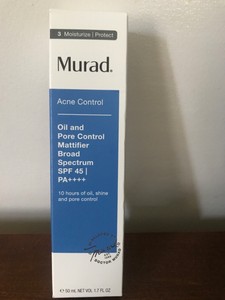 3 Moisturize | Protect
Murad.
Acne Control
Oil and
Pore Control
Mattifier
Broad
Spectrum
SPF 45 |
PA++++
10 hours of oil, shine
and pore control
e 50 mL NET VOL 1.7 FL. OZ